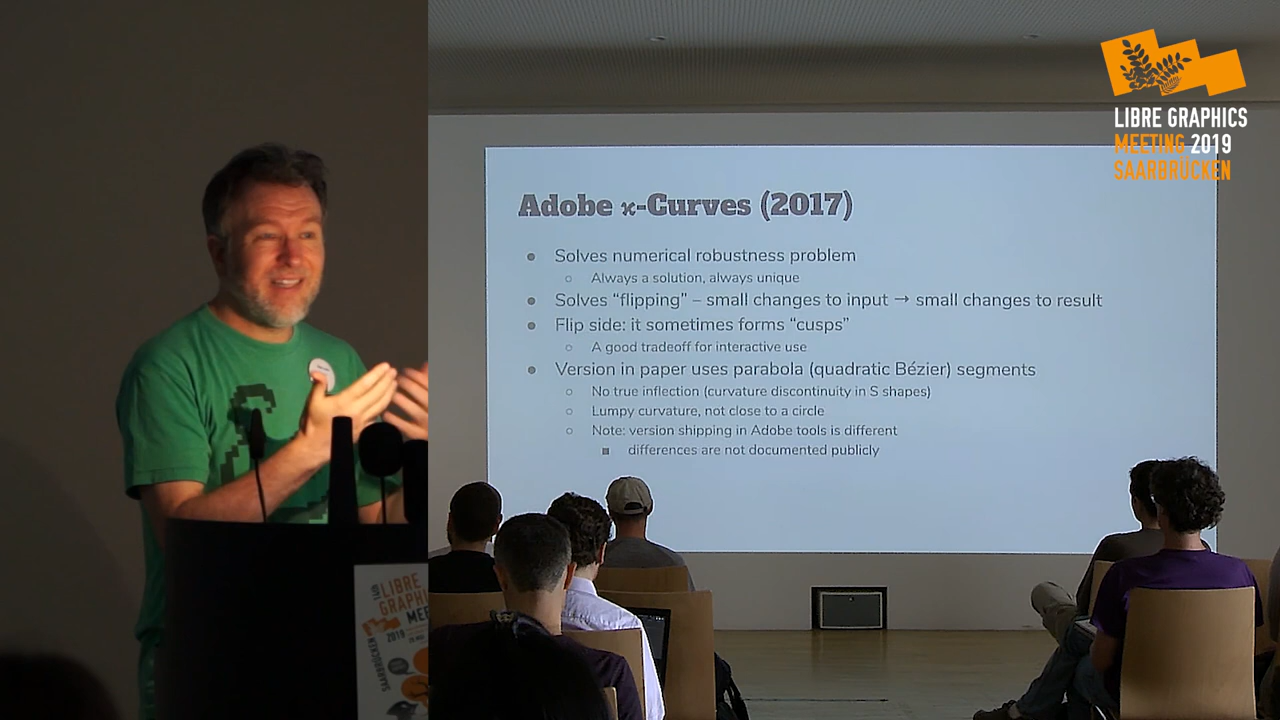 LIBRE GRAPHICS
MEETING 2019
SAARBRÜCKEN
Adobe ϰ-Curves (2017)
● Solves numerical robustness problem
○ Always a solution, always unique
● Solves “flipping” – small changes to input → small changes to result
● Flip side: it sometimes forms “cusps”
○ A good tradeoff for interactive use
● Version in paper uses parabola (quadratic Bézier) segments
○ No true inflection (curvature discontinuity in S shapes)
○ Lumpy curvature, not close to a circle
○ Note: version shipping in Adobe tools is different
■ differences are not documented publicly
LIBRE
2019
SAARBRÜCKEN